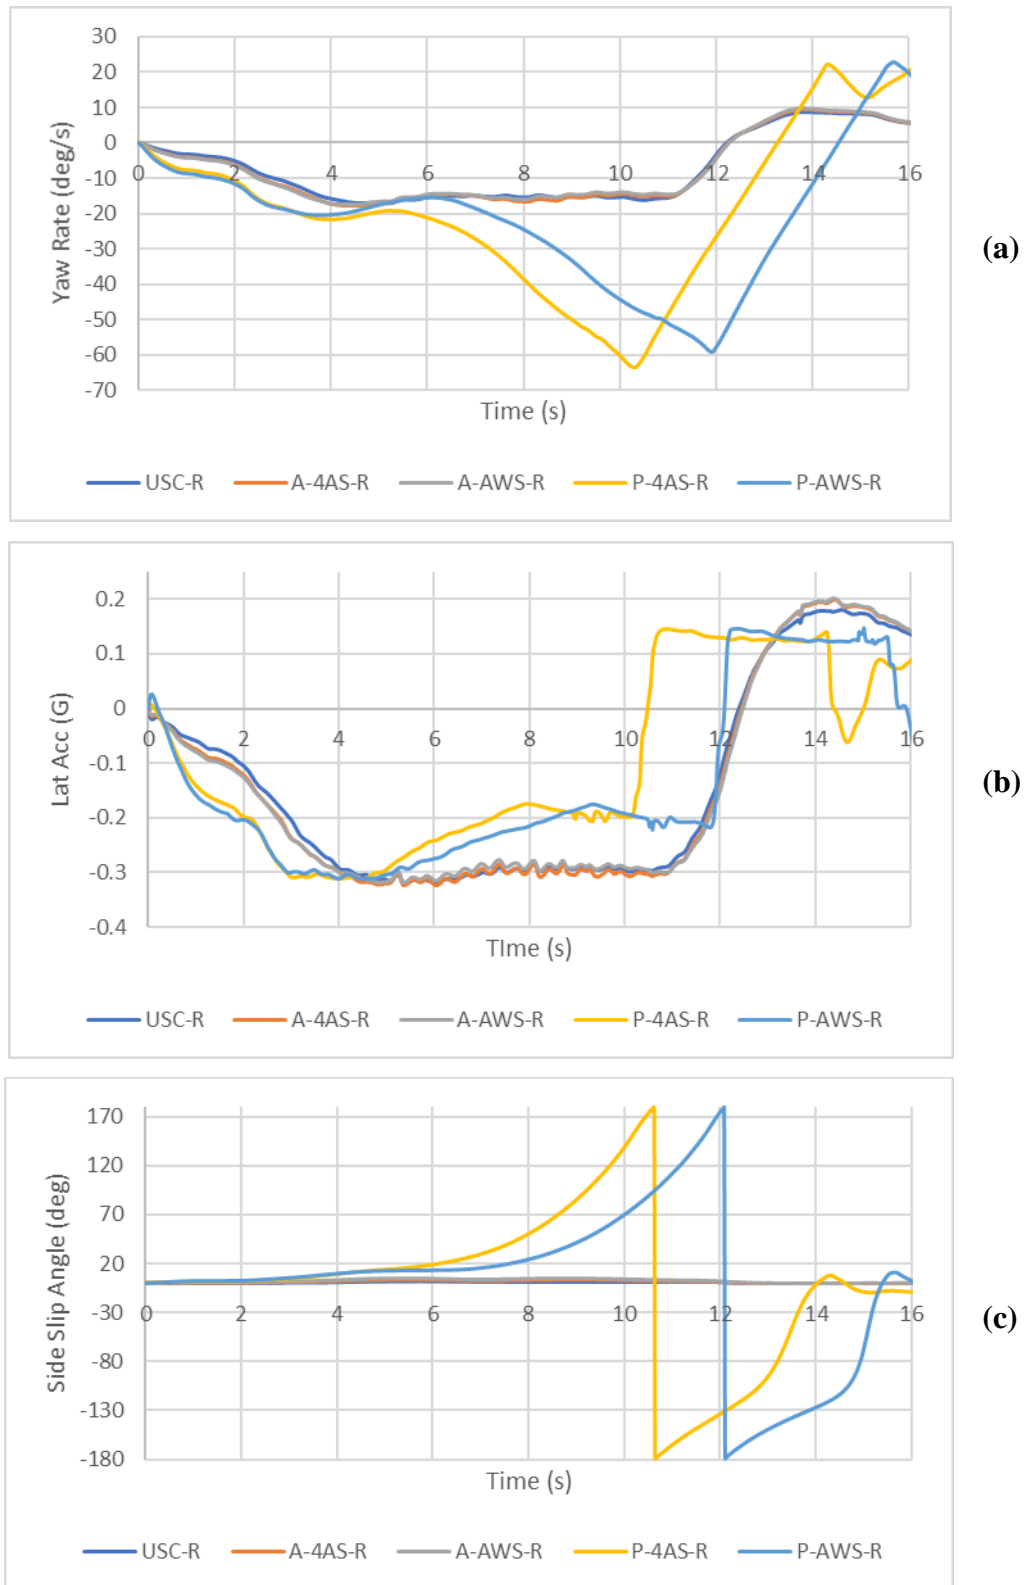 30
20
10
0
-10
-20
-30
-40
-50
-60
-70
Yaw Rate (deg/s)
0 2 4 6 8 10 12 14 16
Time (s)
USC-R A-4AS-R A-AWS-R P-4AS-R P-AWS-R
(a)
0.2
0.1
0
-0.1
-0.2
-0.3
-0.4
Lat Acc (G)
0 2 4 6 8 10 12 14 16
TIme (s)
USC-R A-4AS-R A-AWS-R P-4AS-R P-AWS-R
(b)
170
120
70
20
-30
-80
-130
-180
Side Slip Angle (deg)
0 2 4 6 8 10 12 14 16
Time (s)
USC-R A-4AS-R A-AWS-R P-4AS-R P-AWS-R
(c)